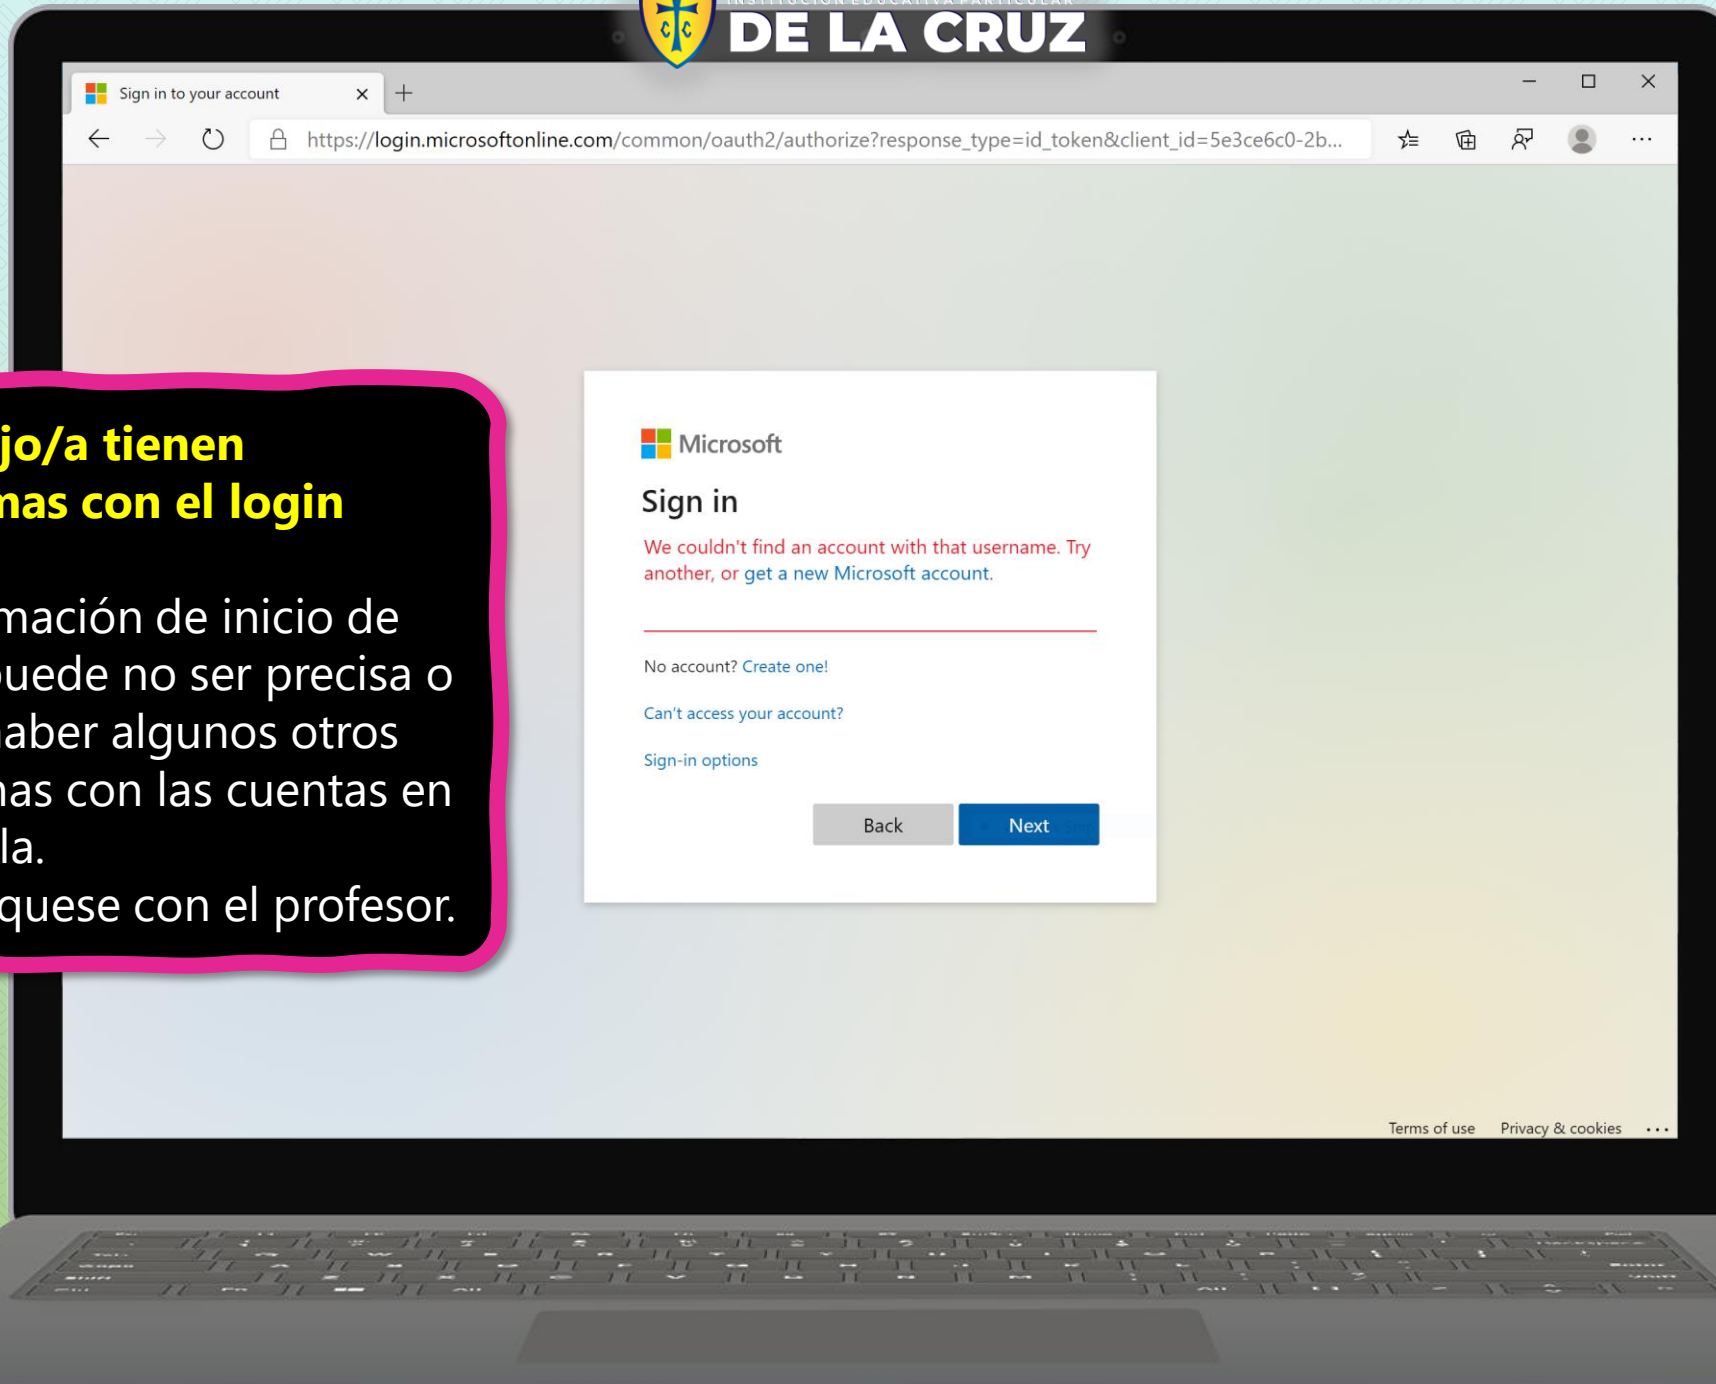 INSTITUCIÓN EDUCATIVA PARTICULAR
DE LA CRUZ
Sign in to your account
https://login.microsoftonline.com/common/oauth2/authorize?response_type=id_token&client_id=5e3ce6c0-2b...
jo/a tienen
mas con el login
mación de inicio de
puede no ser precisa o
haber algunos otros
mas con las cuentas en
la.
quese con el profesor.
Microsoft
Sign in
We couldn't find an account with that username. Try
another, or get a new Microsoft account.
No account? Create one!
Can't access your account?
Sign-in options
Back Next
Terms of use Privacy & cookies ...